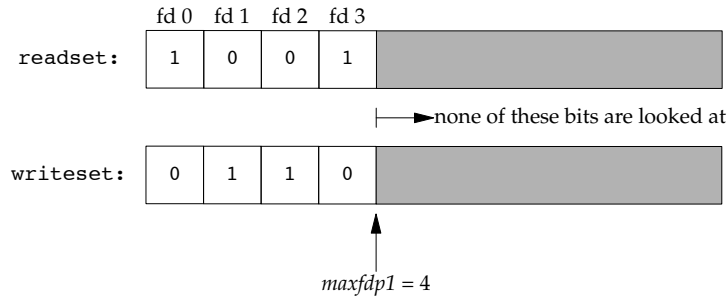 fd 0 fd 1 fd 2 fd 3
readset: 1 0 0 1
none of these bits are looked at
writeset: 0 1 1 0
maxfdp1 = 4